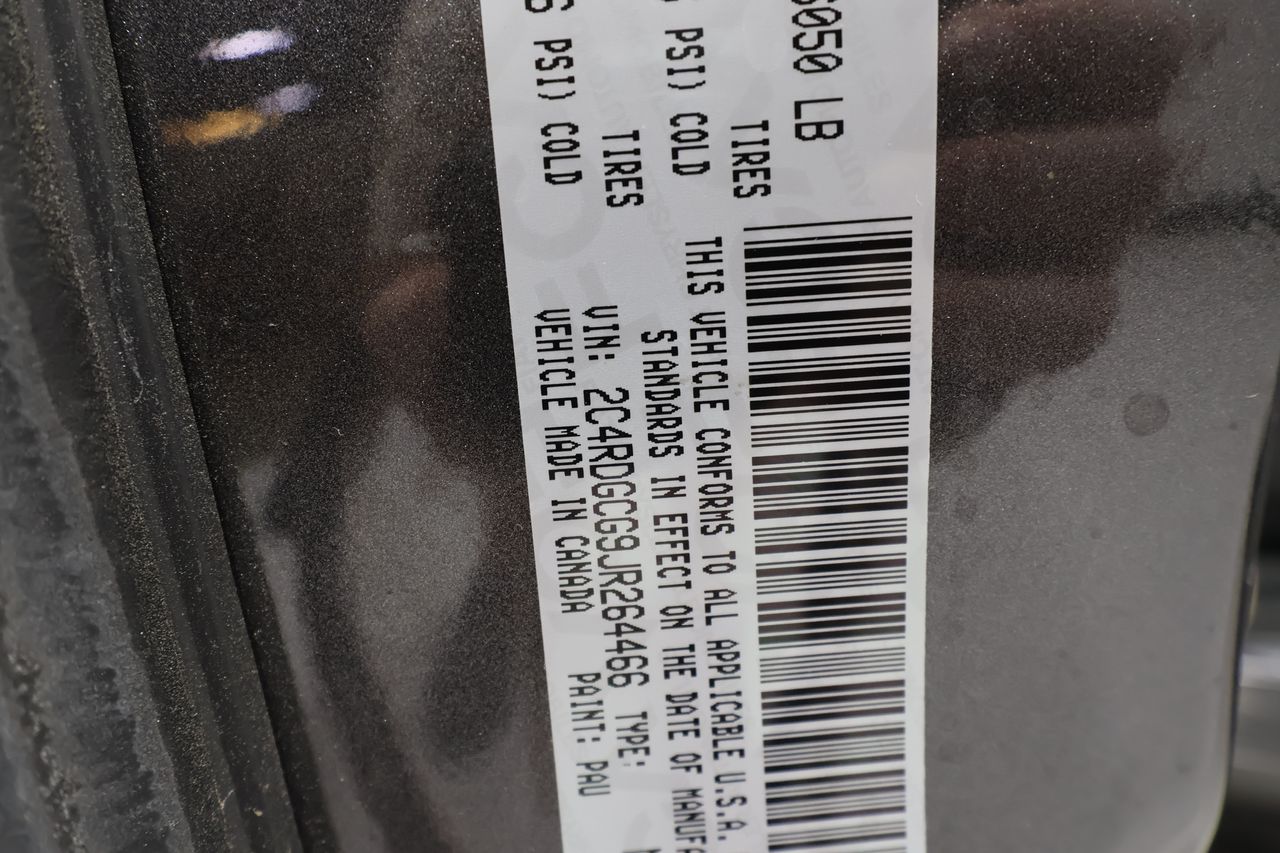 6050 LB
TIRES
PSI) COLD
TIRES
PSI) COLD
THIS VEHICLE CONFORMS TO ALL APPLICABLE U.S.A.
STANDARDS IN EFFECT ON THE DATE OF MANUFA
VIN: 2C4RDGCG9JR264466 TYPE:
VEHICLE MADE IN CANADA PAINT: PAU